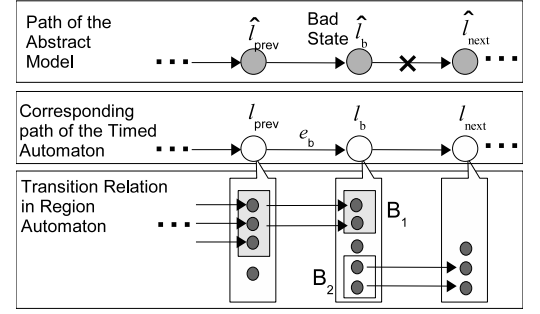 Path of the
Abstract
Model
l̂prev
Bad
State l̂b
l̂next
Corresponding
path of the Timed
Automaton
lprev
eb
lb
lnext
Transition Relation
in Region
Automaton
B1
B2